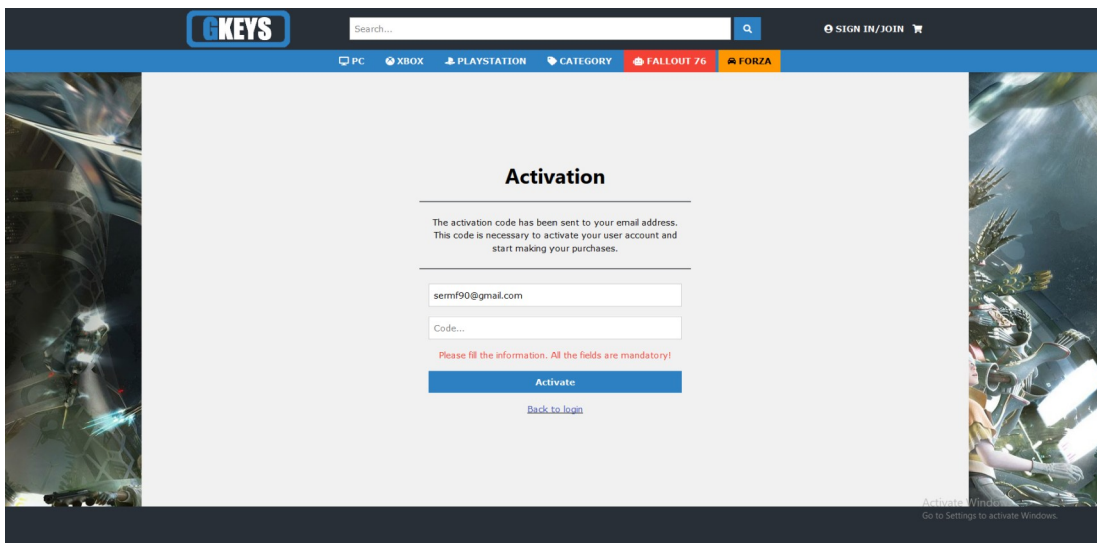 GKEYS
Search...
SIGN IN/JOIN
PC XBOX PLAYSTATION CATEGORY FALLOUT 76 FORZA
Activation
The activation code has been sent to your email address.
This code is necessary to activate your user account and
start making your purchases.
sermf90@gmail.com
Code...
Please fill the information. All the fields are mandatory!
Activate
Back to login
Activate Windows
Go to Settings to activate Windows.